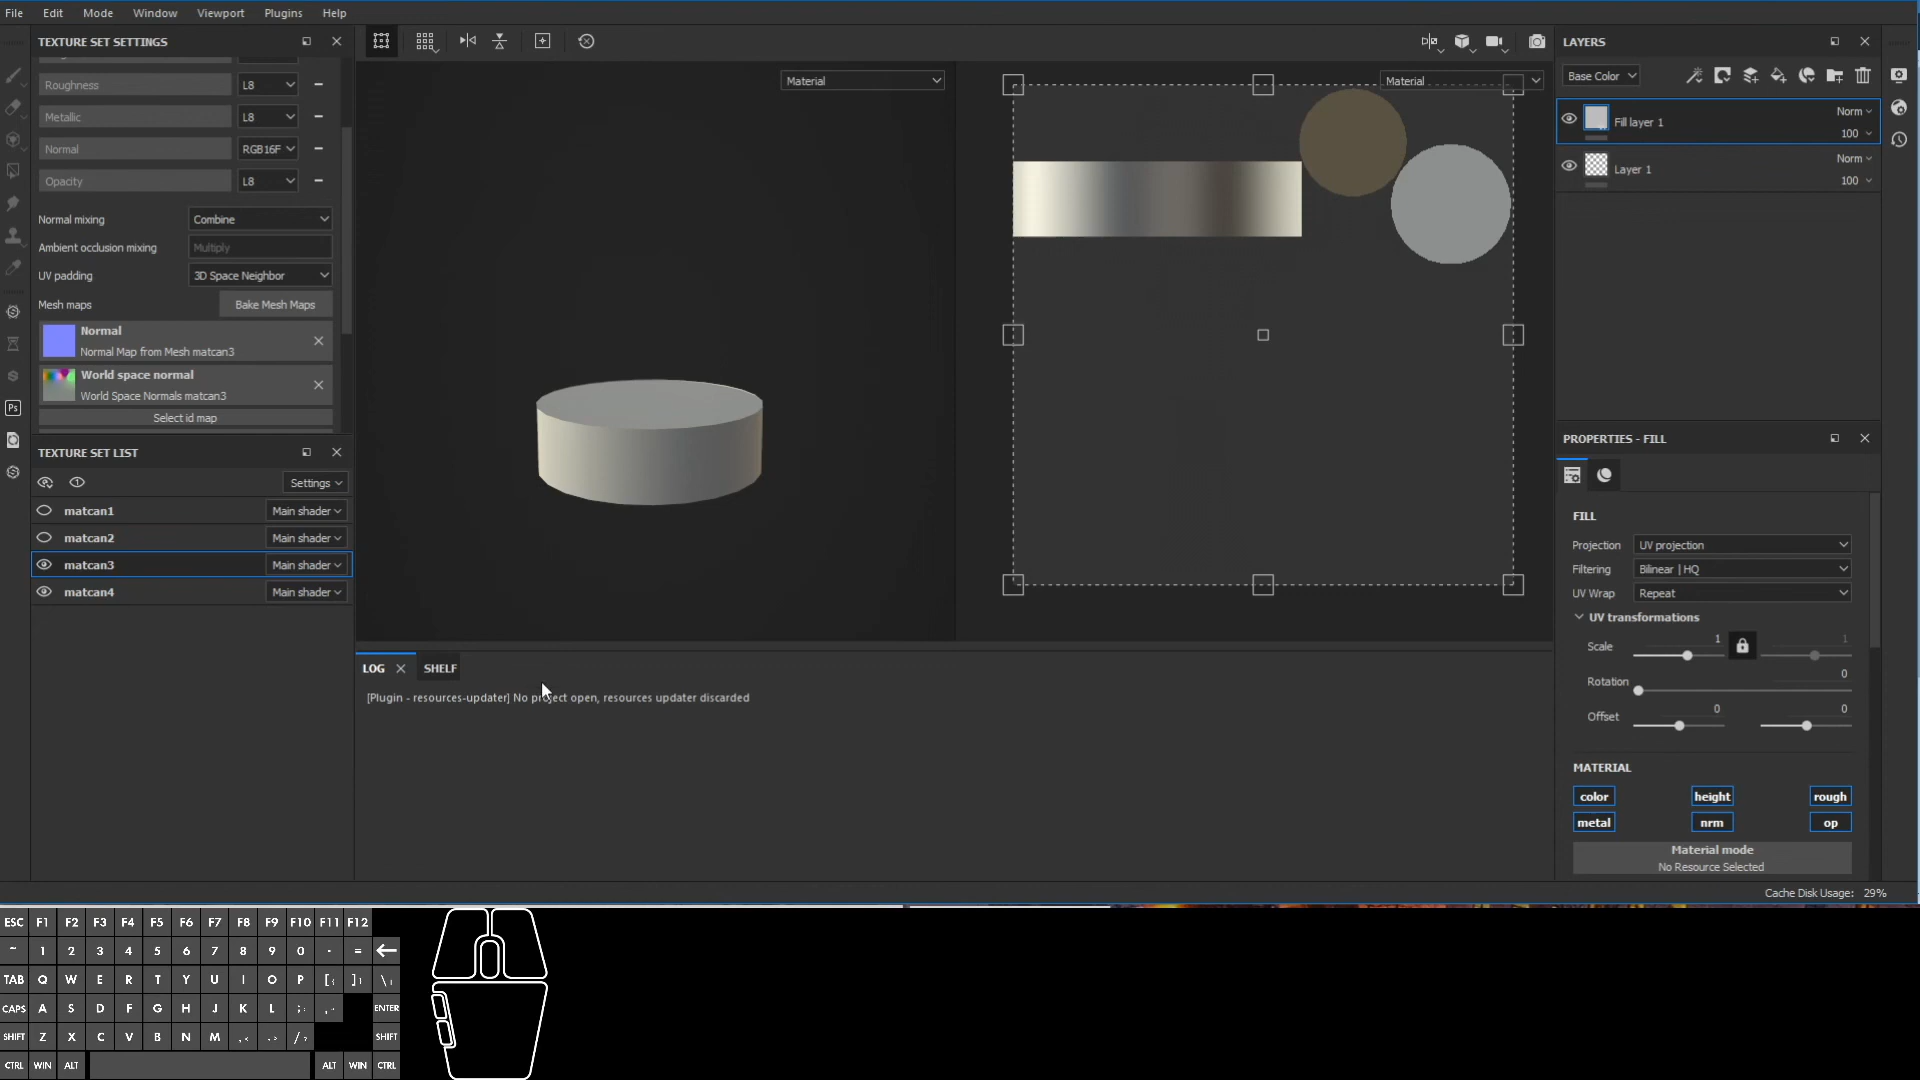 File Edit Mode Window Viewport Plugins Help
TEXTURE SET SETTINGS
Roughness L8
Metallic L8
Normal RGB16F
Opacity L8
Normal mixing Combine
Ambient occlusion mixing Multiply
UV padding 3D Space Neighbor
Mesh maps Bake Mesh Maps
Normal
Normal Map from Mesh matcan3
World space normal
World Space Normals matcan3
Select id map
TEXTURE SET LIST
Settings
matcan1 Main shader
matcan2 Main shader
matcan3 Main shader
matcan4 Main shader
Ps
Material
Material
LOG SHELF
[Plugin - resources-updater] No project open, resources updater discarded
LAYERS
Base Color
Fill layer 1 Norm
100
Layer 1 Norm
100
PROPERTIES - FILL
FILL
Projection UV projection
Filtering Bilinear | HQ
UV Wrap Repeat
UV transformations
Scale 1 1
Rotation 0
Offset 0 0
MATERIAL
color height rough
metal nrm op
Material mode
No Resource Selected
Cache Disk Usage: 29%
ESC F1 F2 F3 F4 F5 F6 F7 F8 F9 F10 F11 F12
~ 1 2 3 4 5 6 7 8 9 0 - =
TAB Q W E R T Y U I O P [{ ]} \|
CAPS A S D F G H J K L ;: ENTER
SHIFT Z X C V B N M ,< .> /? SHIFT
CTRL WIN ALT ALT WIN CTRL